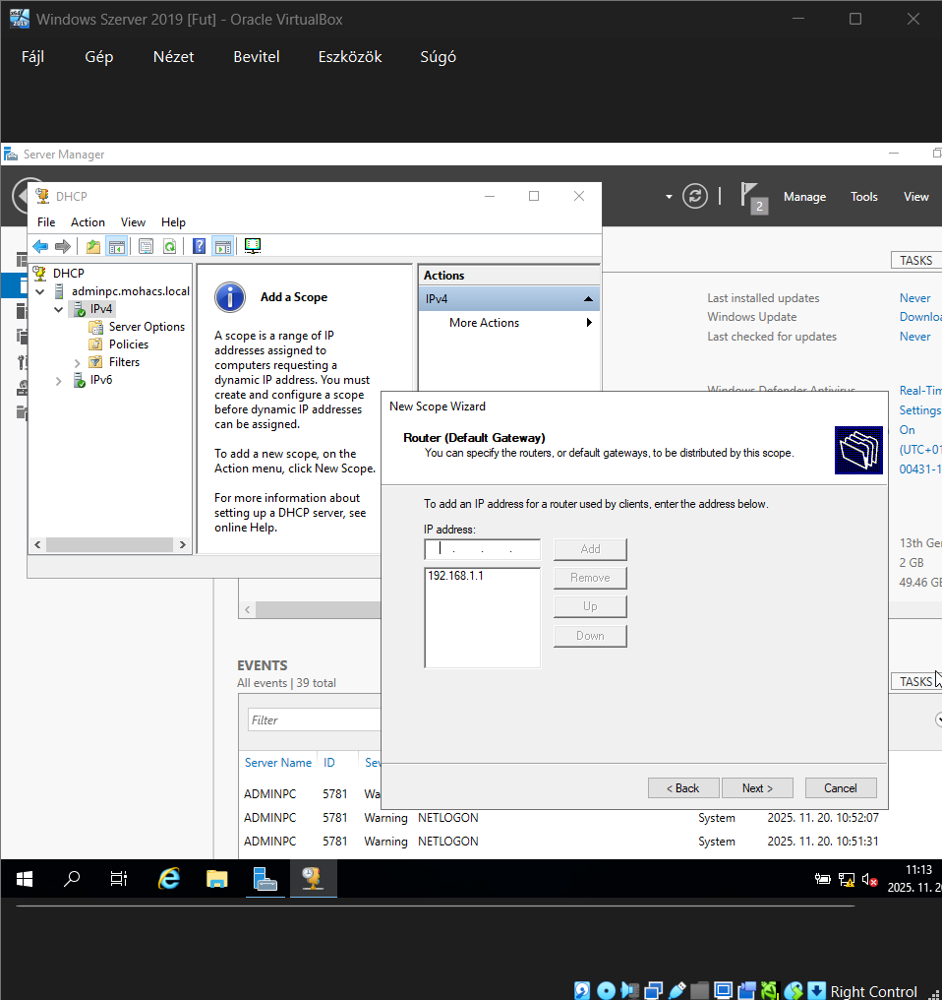 Windows Szerver 2019 [Fut] - Oracle VirtualBox
Fájl Gép Nézet Bevitel Eszközök Súgó
Server Manager
2 Manage Tools View
DHCP
File Action View Help
DHCP
adminpc.mohacs.local
IPv4
Server Options
Policies
Filters
IPv6
Add a Scope
A scope is a range of IP
addresses assigned to
computers requesting a
dynamic IP address. You must
create and configure a scope
before dynamic IP addresses
can be assigned.
To add a new scope, on the
Action menu, click New Scope.
For more information about
setting up a DHCP server, see
online Help.
Actions
IPv4
More Actions
TASKS
Last installed updates Never
Windows Update Downlo
Last checked for updates Never
Windows Defender Antivirus Real-Tim
Settings
On
(UTC+01
00431-1
13th Ge
2 GB
49.46 GB
New Scope Wizard
Router (Default Gateway)
You can specify the routers, or default gateways, to be distributed by this scope.
To add an IP address for a router used by clients, enter the address below.
IP address:
. . . Add
192.168.1.1 Remove
Up
Down
< Back Next > Cancel
EVENTS
All events | 39 total
TASKS
Filter
Server Name ID Sev
ADMINPC 5781 Wa
ADMINPC 5781 Warning NETLOGON System 2025. 11. 20. 10:52:07
ADMINPC 5781 Warning NETLOGON System 2025. 11. 20. 10:51:31
11:13
2025. 11. 20
Right Control